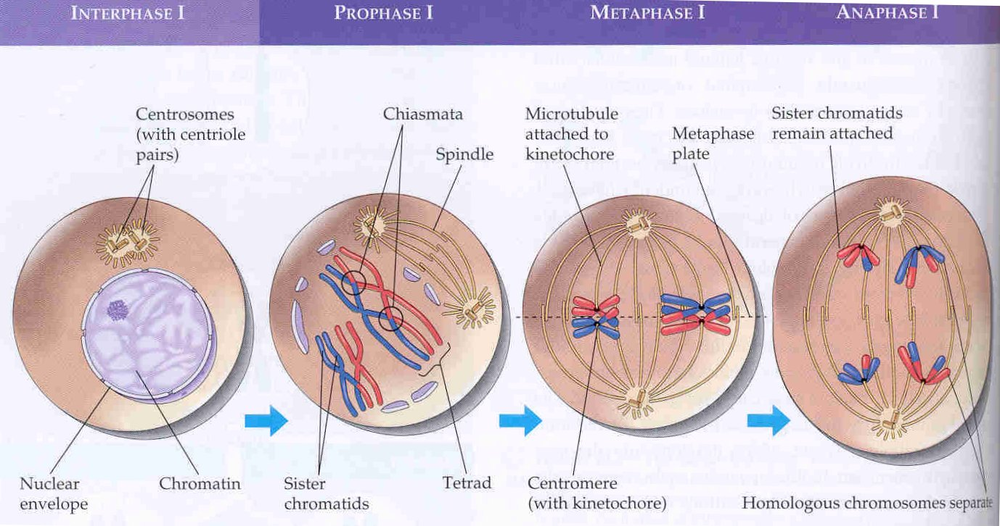 INTERPHASE I
PROPHASE I
METAPHASE I
ANAPHASE I
Centrosomes
(with centriole
pairs)
Nuclear
envelope
Chromatin
Chiasmata
Spindle
Sister
chromatids
Tetrad
Microtubule
attached to
kinetochore
Metaphase
plate
Centromere
(with kinetochore)
Sister chromatids
remain attached
Homologous chromosomes separate